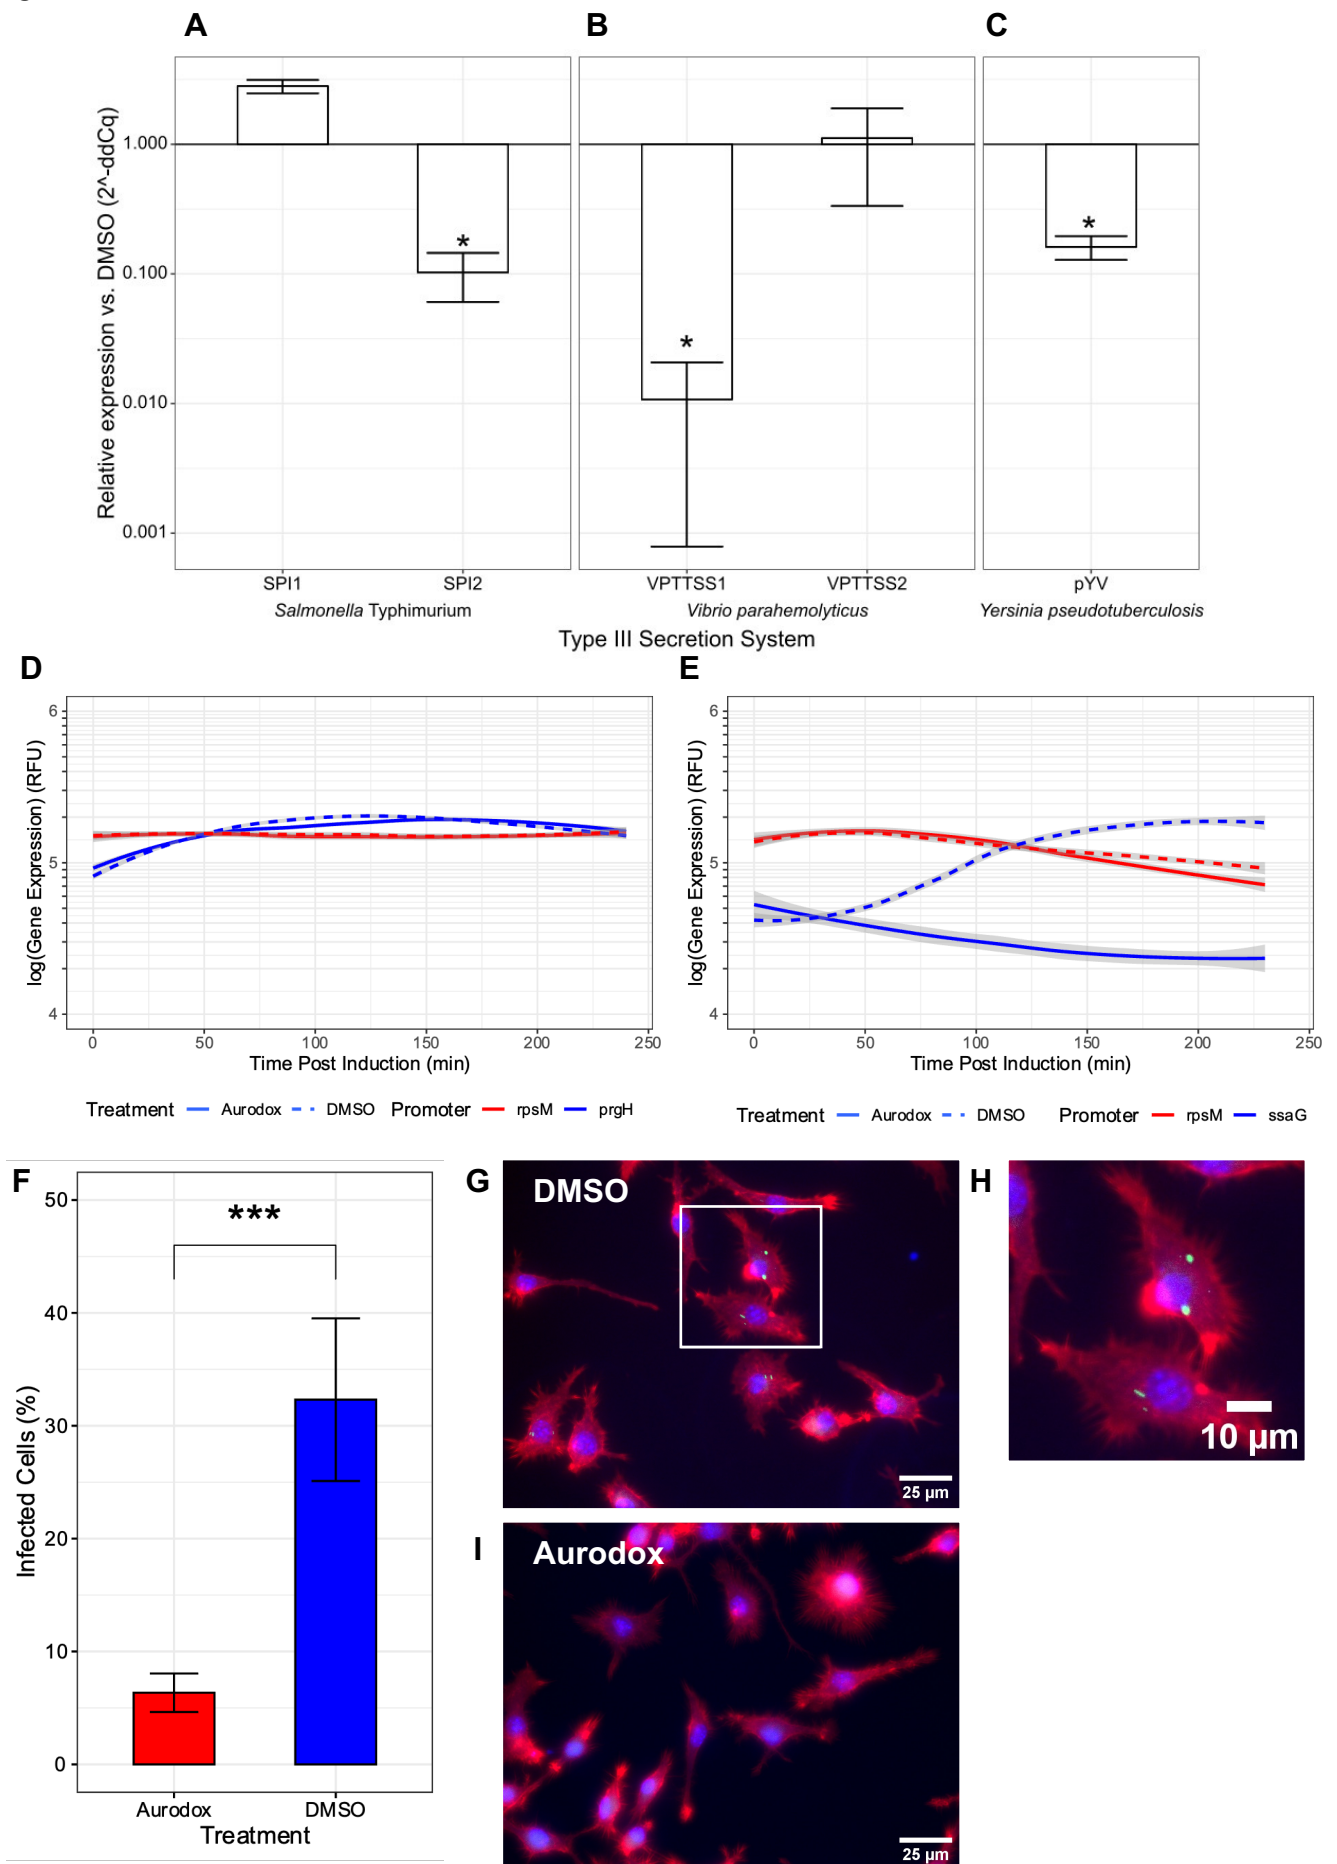 A B C
Relative expression vs. DMSO (2^-ddCq)
1.000
0.100
0.010
0.001
* * * *
SPI1 SPI2 VPTTSS1 VPTTSS2 pYV
Salmonella Typhimurium Vibrio parahemolyticus Yersinia pseudotuberculosis
Type III Secretion System
D E
log(Gene Expression) (RFU)
6
5
4
0 50 100 150 200 250
Time Post Induction (min)
Treatment Aurodox DMSO Promoter rpsM prgH
log(Gene Expression) (RFU)
6
5
4
0 50 100 150 200 250
Time Post Induction (min)
Treatment Aurodox DMSO Promoter rpsM ssaG
F
Infected Cells (%)
50
40
30
20
10
0
***
Aurodox DMSO
Treatment
G
DMSO
25 µm
H
10 µm
I
Aurodox
25 µm